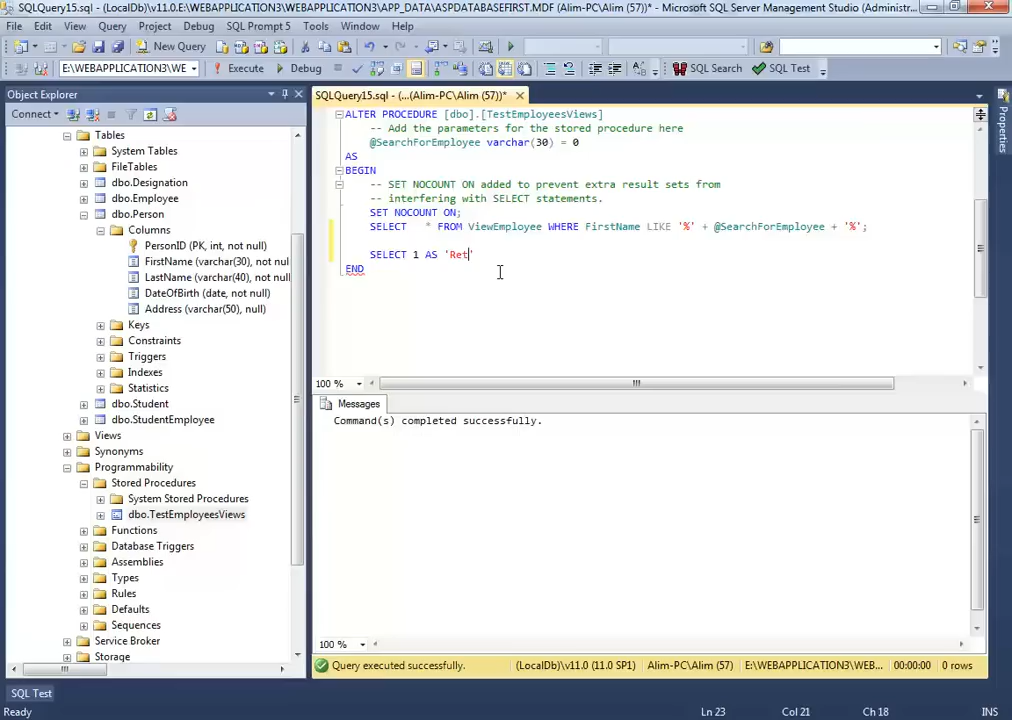 SQLQuery15.sql - (LocalDb)\v11.0.E:\WEBAPPLICATION3\WEBAPPLICATION3\APP_DATA\ASPDATABASEFIRST.MDF (Alim-PC\Alim (57))* - Microsoft SQL Server Management Studio (Administr...
File Edit View Query Project Debug SQL Prompt 5 Tools Window Help
New Query
E:\WEBAPPLICATION3\WE Execute Debug SQL Search SQL Test
Object Explorer
Connect
Tables
System Tables
FileTables
dbo.Designation
dbo.Employee
dbo.Person
Columns
PersonID (PK, int, not null)
FirstName (varchar(30), null)
LastName (varchar(40), null)
DateOfBirth (date, not null)
Address (varchar(50), null)
Keys
Constraints
Triggers
Indexes
Statistics
dbo.Student
dbo.StudentEmployee
Views
Synonyms
Programmability
Stored Procedures
System Stored Procedures
dbo.TestEmployeesViews
Functions
Database Triggers
Assemblies
Types
Rules
Defaults
Sequences
Service Broker
Storage
SQLQuery15.sql - (...(Alim-PC\Alim (57))*
ALTER PROCEDURE [dbo].[TestEmployeesViews]
-- Add the parameters for the stored procedure here
@SearchForEmployee varchar(30) = 0
AS
BEGIN
-- SET NOCOUNT ON added to prevent extra result sets from
-- interfering with SELECT statements.
SET NOCOUNT ON;
SELECT * FROM ViewEmployee WHERE FirstName LIKE '%' + @SearchForEmployee + '%';
SELECT 1 AS 'Ret'
END
100 %
Messages
Command(s) completed successfully.
100 %
Query executed successfully. (LocalDb)\v11.0 (11.0 SP1) Alim-PC\Alim (57) E:\WEBAPPLICATION3\WEB... 00:00:00 0 rows
Properties
SQL Test
Ready Ln 23 Col 21 Ch 18 INS